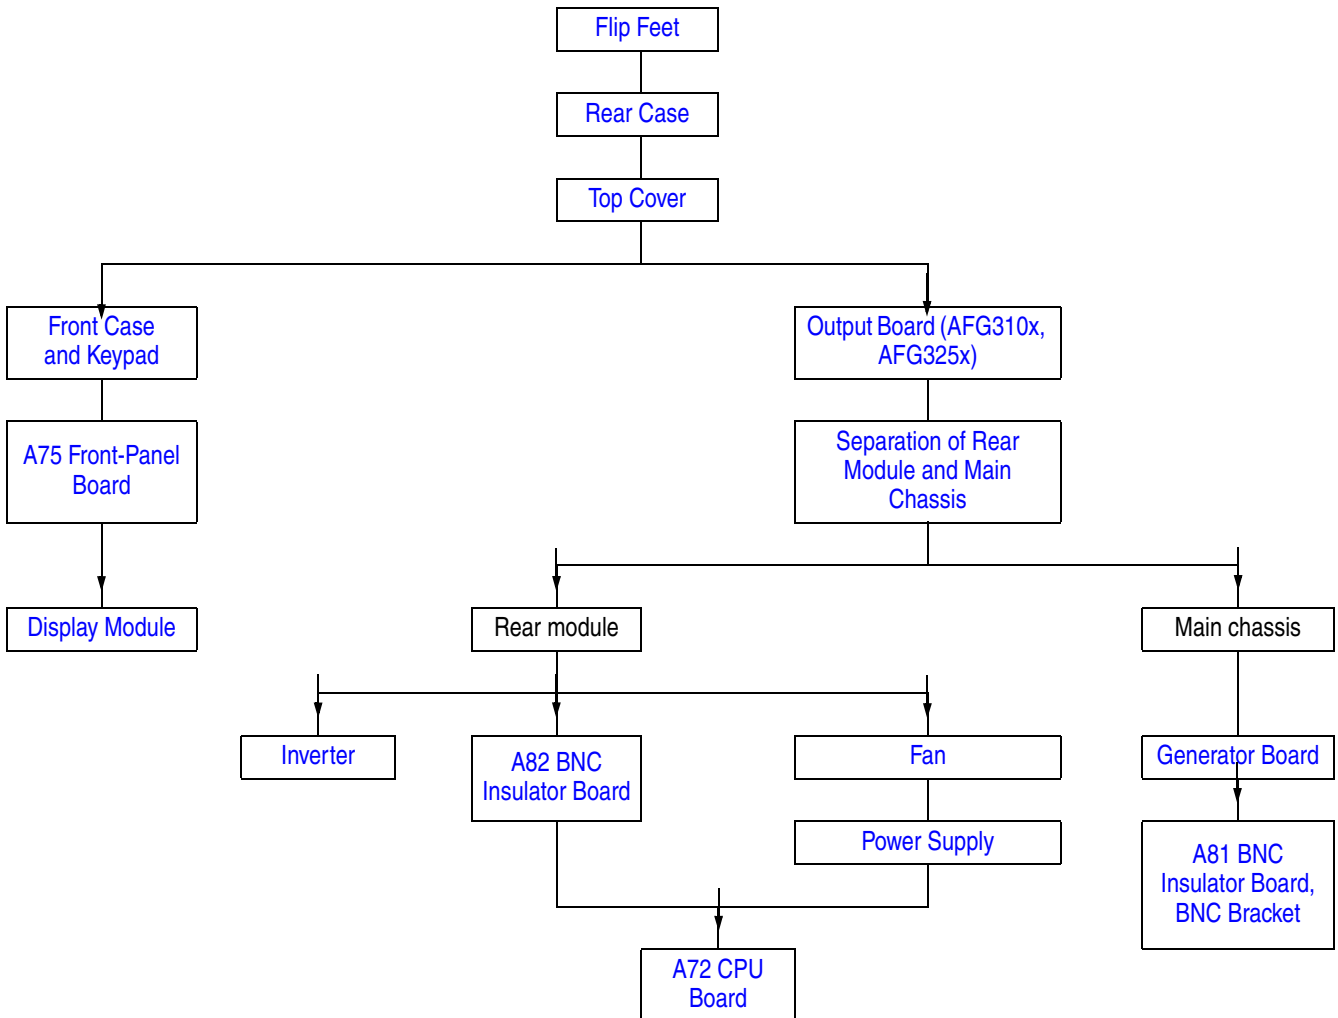 Flip Feet
Rear Case
Top Cover
Front Case
and Keypad
Output Board (AFG310x,
AFG325x)
A75 Front-Panel
Board
Separation of Rear
Module and Main
Chassis
Display Module
Rear module
Main chassis
Inverter
A82 BNC
Insulator Board
Fan
Generator Board
Power Supply
A81 BNC
Insulator Board,
BNC Bracket
A72 CPU
Board